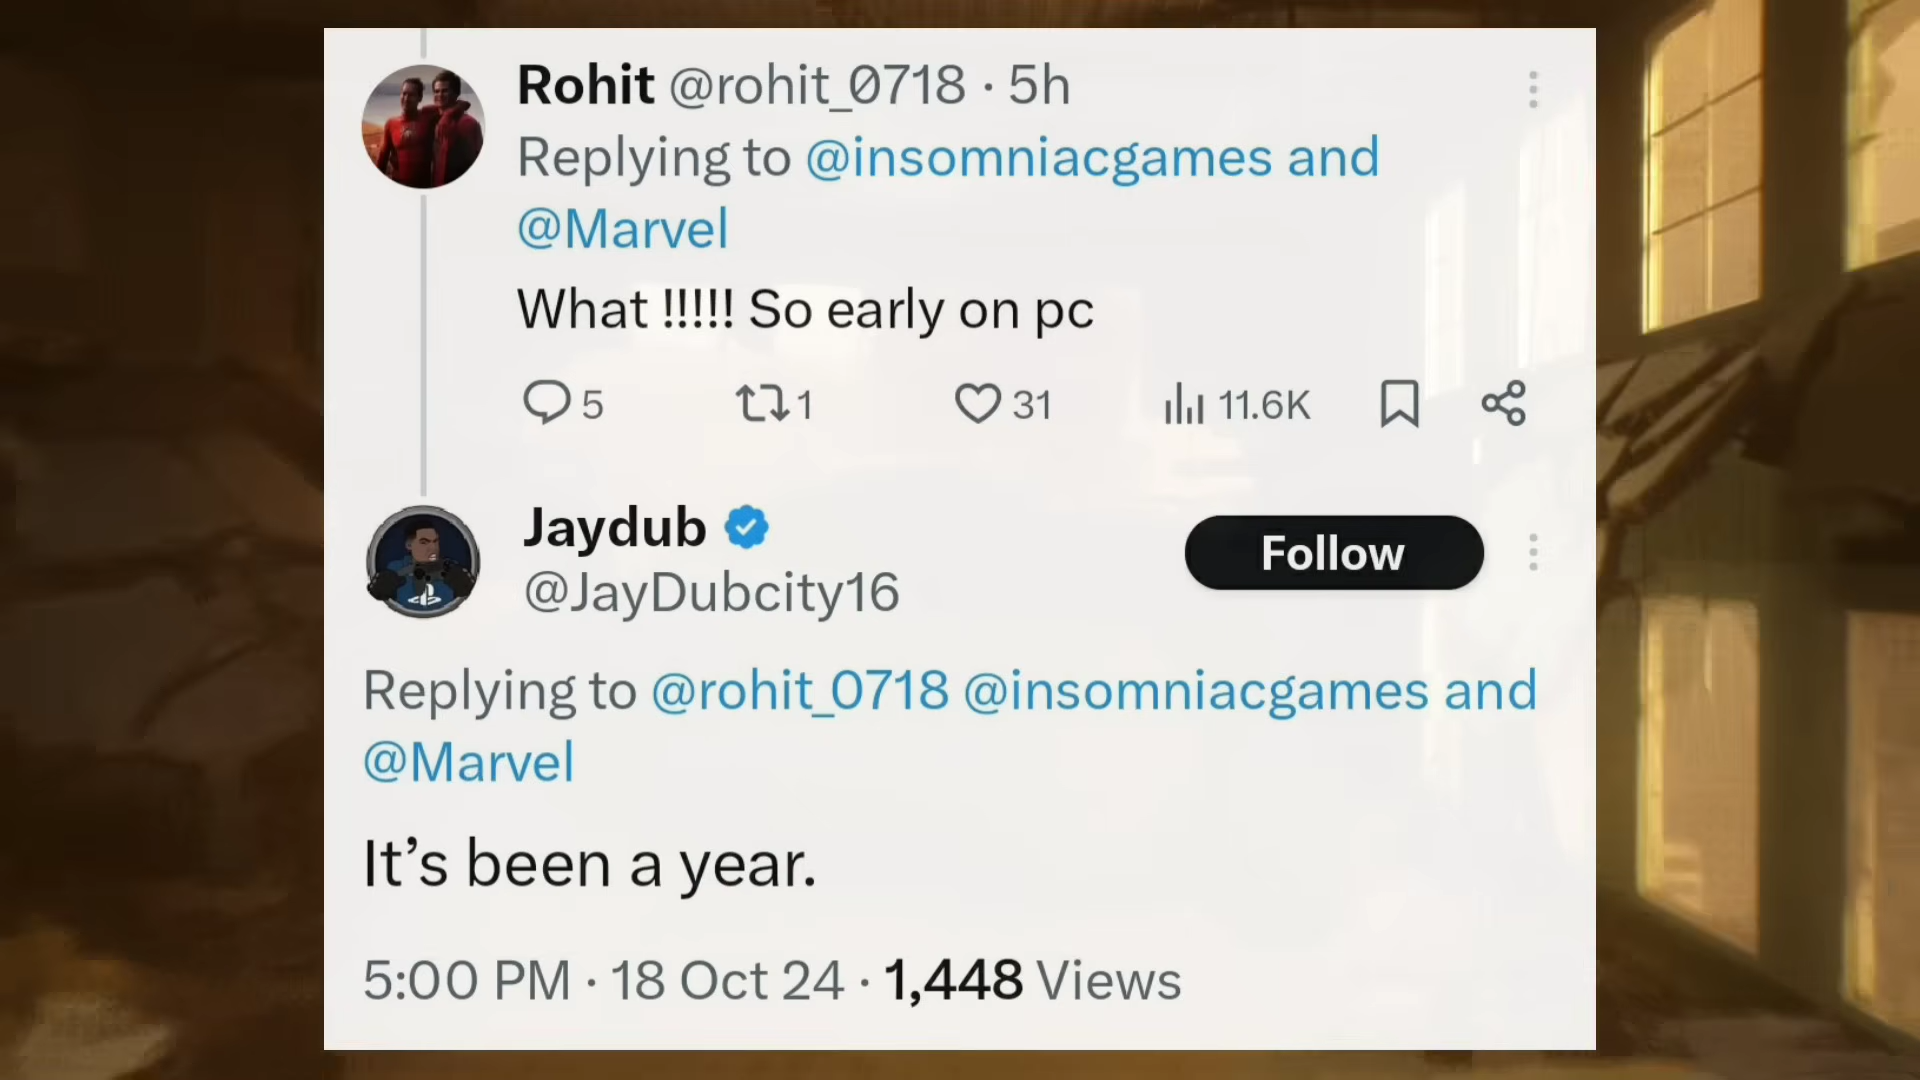 Rohit @rohit_0718 · 5h
Replying to @insomniacgames and
@Marvel
What !!!!! So early on pc
5 1 31 11.6K
Jaydub
Follow
@JayDubcity16
Replying to @rohit_0718 @insomniacgames and
@Marvel
It’s been a year.
5:00 PM · 18 Oct 24 · 1,448 Views